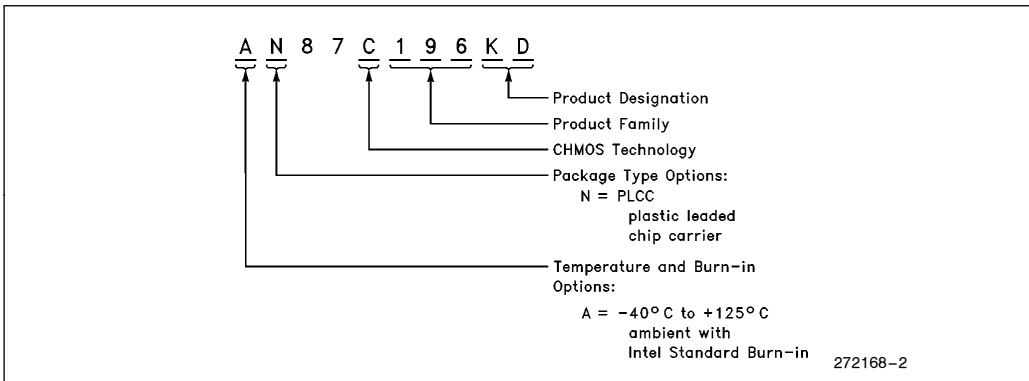 A N 8 7 C 1 9 6 K D
Product Designation
Product Family
CHMOS Technology
Package Type Options:
N = PLCC
plastic leaded
chip carrier
Temperature and Burn-in
Options:
A = -40°C to +125°C
ambient with
Intel Standard Burn-in
272168-2